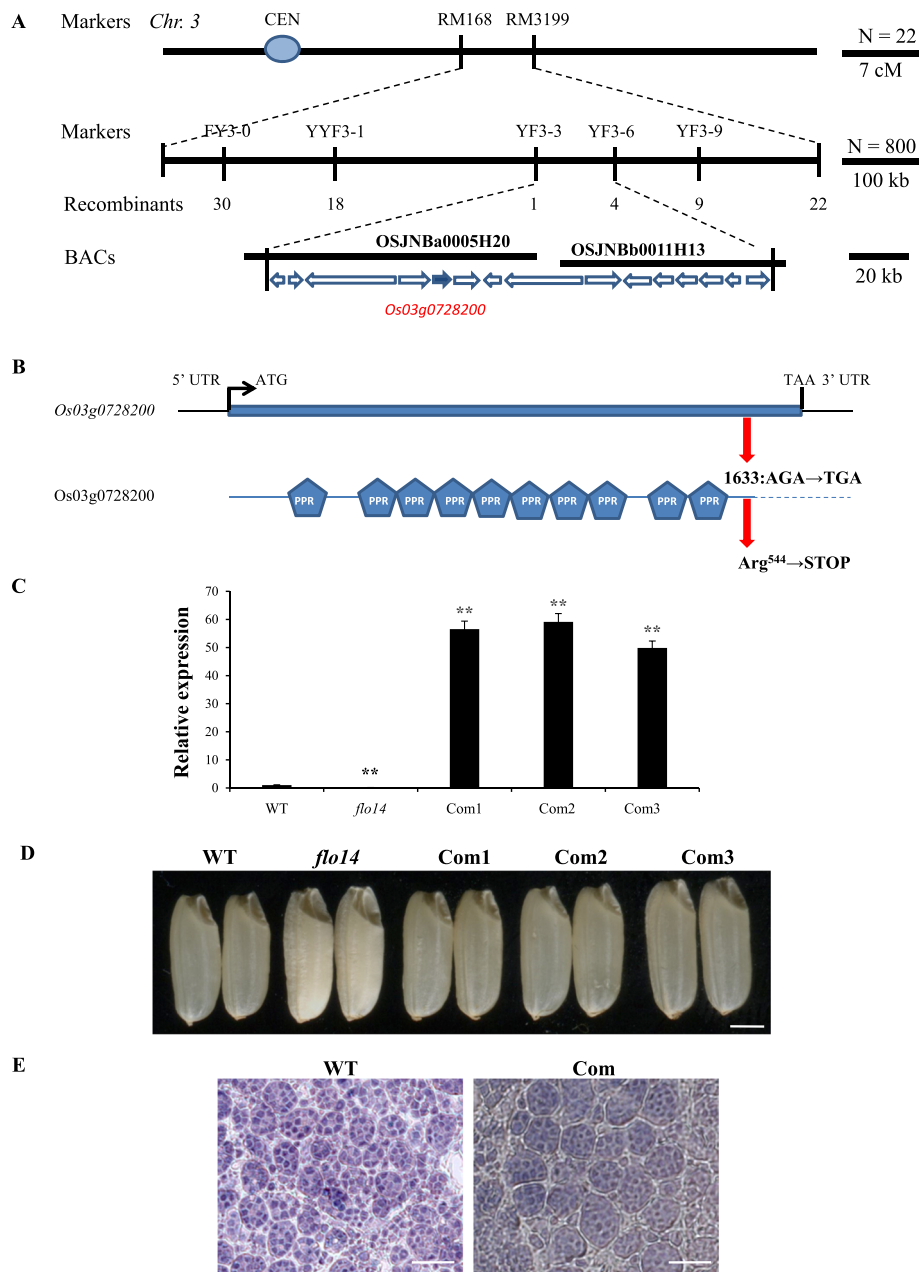 A
Markers Chr. 3 CEN RM168 RM3199
N = 22
7 cM
Markers FY3-0 YYF3-1 YF3-3 YF3-6 YF3-9
N = 800
100 kb
Recombinants 30 18 1 4 9 22
BACs OSJNBa0005H20 OSJNBb0011H13
20 kb
Os03g0728200
B
5’ UTR ATG TAA 3’ UTR
Os03g0728200
1633:AGA→TGA
Os03g0728200 PPR PPR PPR PPR PPR PPR PPR PPR PPR PPR
Arg544→STOP
C
Relative expression
70
60
50
40
30
20
10
0
** ** ** **
WT flo14 Com1 Com2 Com3
D
WT flo14 Com1 Com2 Com3
E
WT Com